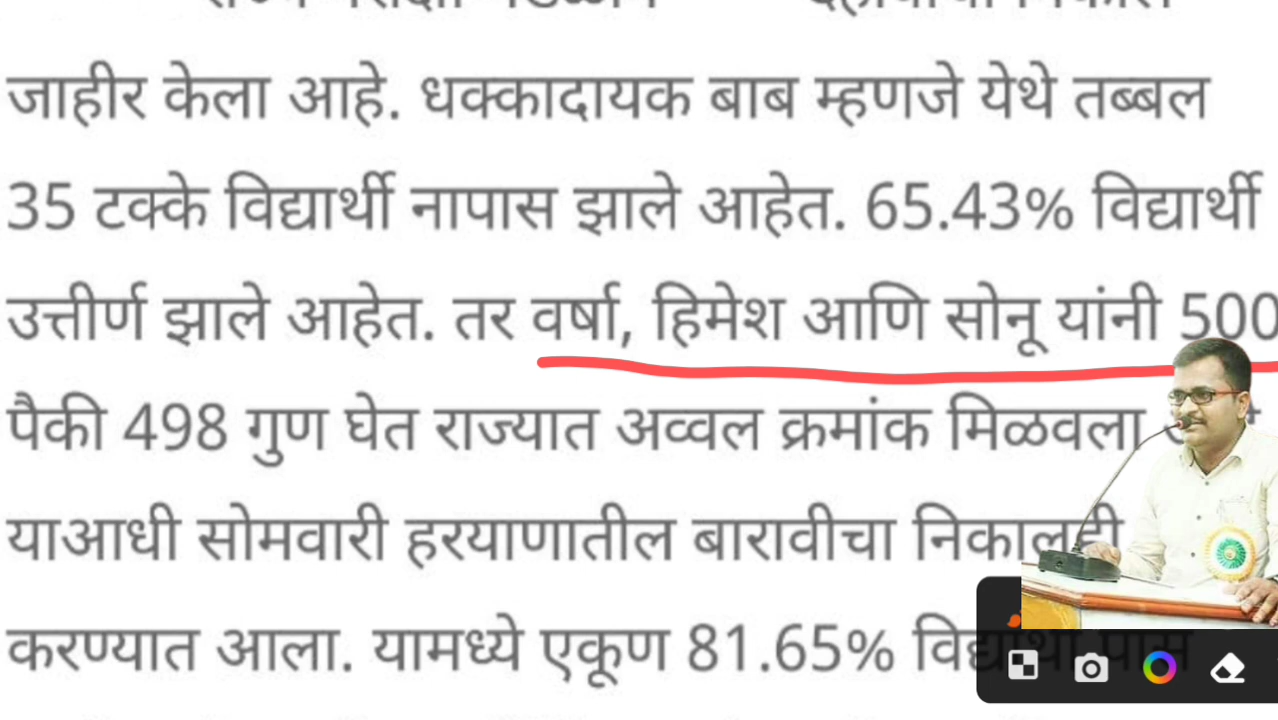 जाहीर केला आहे. धक्कादायक बाब म्हणजे येथे तब्बल
35 टक्के विद्यार्थी नापास झाले आहेत. 65.43% विद्यार्थी
उत्तीर्ण झाले आहेत. तर वर्षा, हिमेश आणि सोनू यांनी 500
पैकी 498 गुण घेत राज्यात अव्वल क्रमांक मिळवला
याआधी सोमवारी हरयाणातील बारावीचा निकालही
करण्यात आला. यामध्ये एकूण 81.65% विद्यार्थी पास